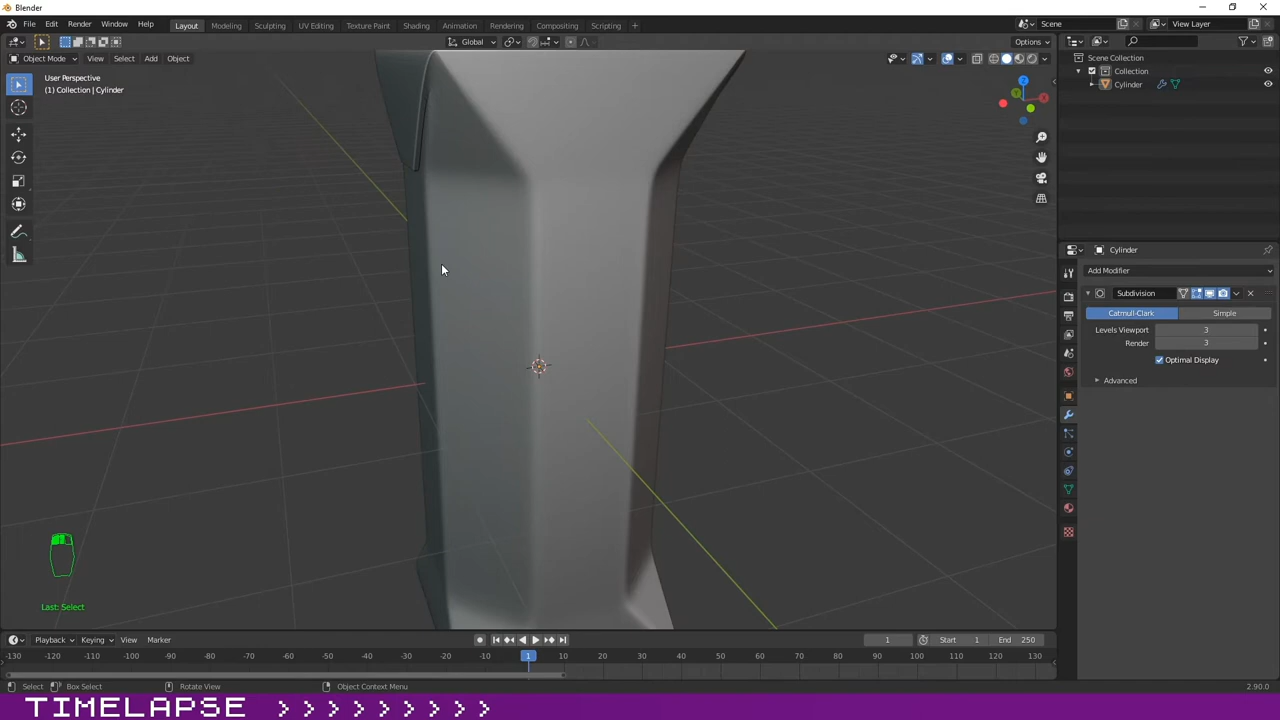 Blender
File Edit Render Window Help Layout Modeling Sculpting UV Editing Texture Paint Shading Animation Rendering Compositing Scripting + Scene View Layer
Global Options
Object Mode View Select Add Object
User Perspective
(1) Collection | Cylinder
Z
Y
X
Scene Collection
Collection
Cylinder
Cylinder
Add Modifier
Subdivision
Catmull-Clark Simple
Levels Viewport 3
Render 3
Optimal Display
Advanced
Last: Select
Playback Keying View Marker 1 Start 1 End 250
-130 -120 -110 -100 -90 -80 -70 -60 -50 -40 -30 -20 -10 1 10 20 30 40 50 60 70 80 90 100 110 120 130
Select Box Select Rotate View Object Context Menu 2.90.0
TIMELAPSE > > > > > > > > >